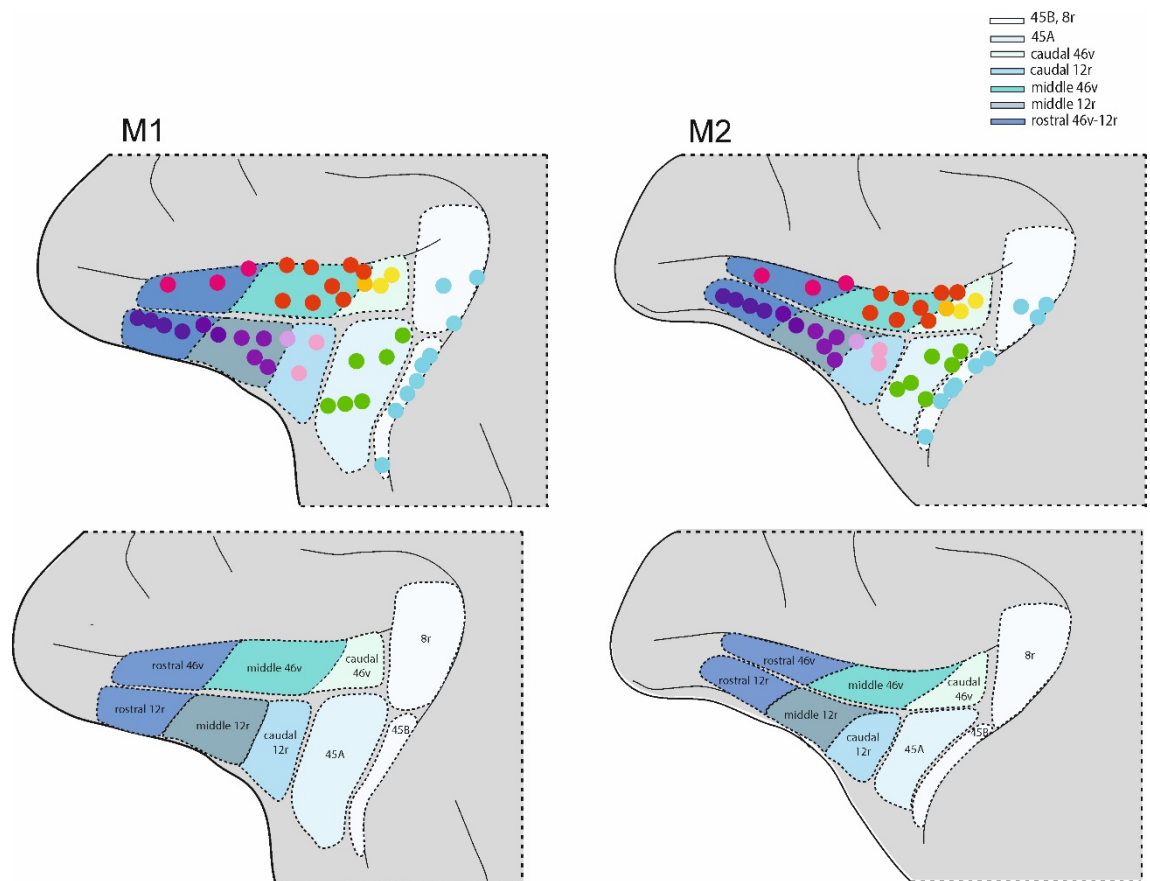 45B, 8r
45A
caudal 46v
caudal 12r
middle 46v
middle 12r
rostral 46v-12r
M1
M2
8r
rostral 46v
middle 46v
caudal
46v
rostral 12r
middle 12r
caudal
12r
45A
45B
8r
rostral 46v
middle 46v
caudal
46v
rostral 12r
middle 12r
caudal
12r
45A
45B